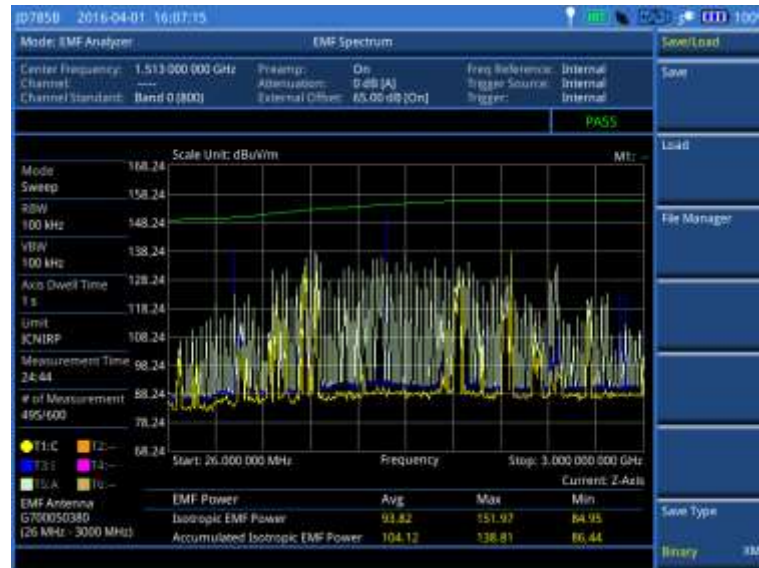 JD785B 2016-04-01 16:07:15 100%
Mode: EMF Analyzer EMF Spectrum Save/Load
Center Frequency: 1.513 000 000 GHz Preamp: On Freq Reference: Internal
Channel: ---- Attenuation: 0 dB [A] Trigger Source: Internal
Channel Standard: Band 0 (800) External Offset: 65.00 dB [On] Trigger: Internal
Save
PASS
Load
Scale Unit: dBuV/m M1: --
Mode
Sweep
RBW
100 kHz
VBW
100 kHz
Axis Dwell Time
1 s
Limit
ICNIRP
Measurement Time
24:44
# of Measurement
495/600
168.24
158.24
148.24
138.24
128.24
118.24
108.24
98.24
88.24
78.24
68.24
File Manager
T1:C T2:--
T3:I T4:--
T5:A T6:--
Start: 26.000 000 MHz Frequency Stop: 3.000 000 000 GHz
Current: Z-Axis
EMF Antenna
G700050380
(26 MHz - 3000 MHz)
EMF Power Avg Max Min
Isotropic EMF Power 93.82 151.97 84.95
Accumulated Isotropic EMF Power 104.12 138.81 86.44
Save Type
Binary